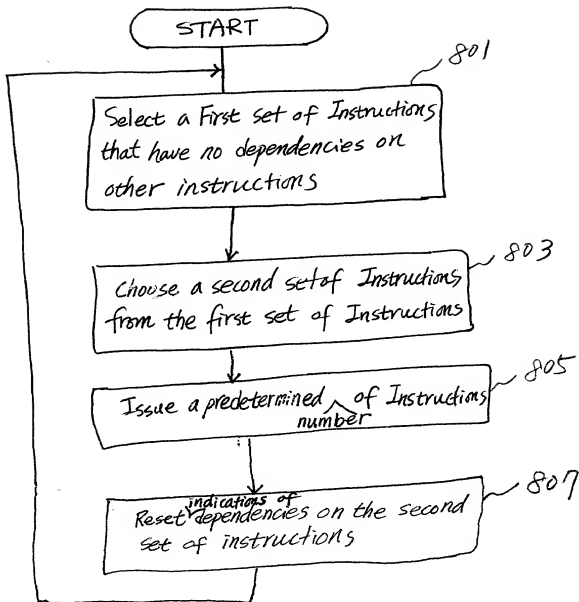 START
801
Select a First set of Instructions
that have no dependencies on
other instructions
803
Choose a second set of Instructions
from the first set of Instructions
805
Issue a predetermined number of Instructions
807
Reset indications of dependencies on the second
set of instructions